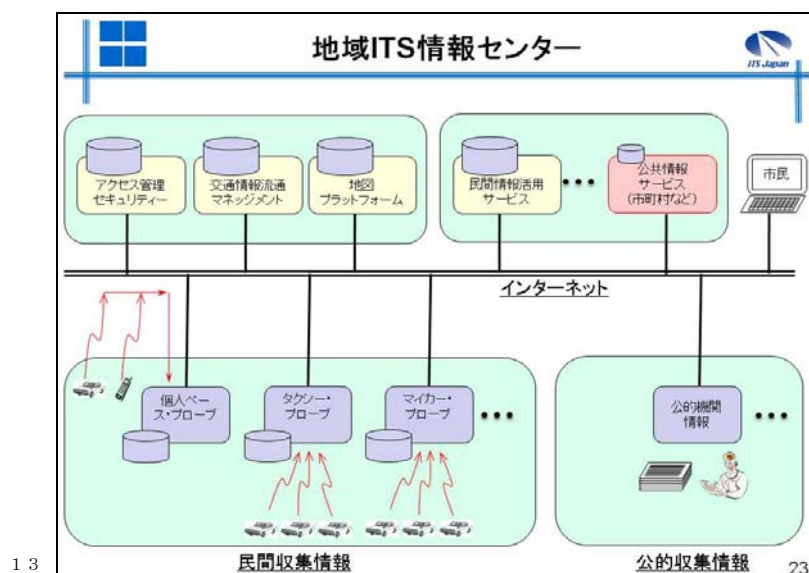 地域ITS情報センター
ITS Japan
アクセス管理
セキュリティー
交通情報流通
マネッジメント
地図
プラットフォーム
民間情報活用
サービス
•••
公共情報
サービス
(市町村など)
市民
インターネット
個人ベー
ス・プローブ
タクシー・
プローブ
マイカー・
プローブ
•••
公的機関
情報
•••
民間収集情報
公的収集情報
23
13